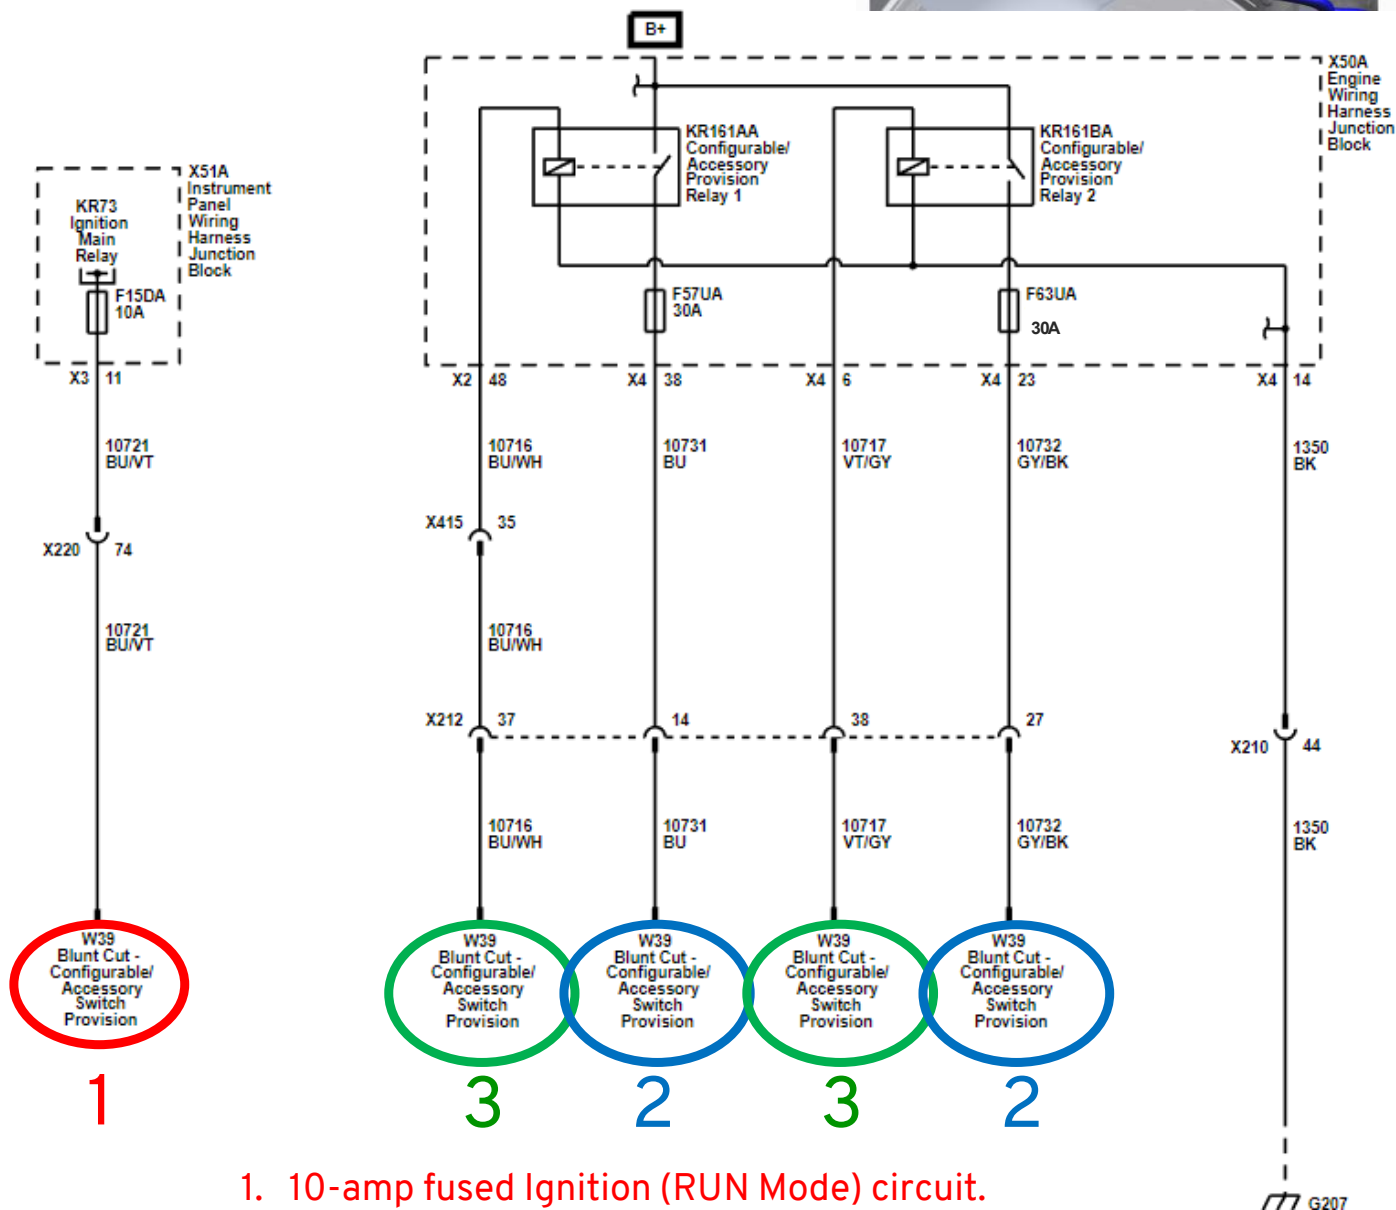 B+
X50A
Engine
Wiring
Harness
Junction
Block
KR161AA
Configurable/
Accessory
Provision
Relay 1
KR161BA
Configurable/
Accessory
Provision
Relay 2
X51A
Instrument
Panel
Wiring
Harness
Junction
Block
KR73
Ignition
Main
Relay
F15DA
10A
F57UA
30A
F63UA
30A
X3 11
X2 48
X4 38
X4 6
X4 23
X4 14
10721
BU/VT
10716
BU/WH
10731
BU
10717
VT/GY
10732
GY/BK
1350
BK
X415 35
X220 74
10721
BU/VT
10716
BU/WH
X212 37
14
38
27
X210 44
10716
BU/WH
10731
BU
10717
VT/GY
10732
GY/BK
1350
BK
W39
Blunt Cut -
Configurable/
Accessory
Switch
Provision
W39
Blunt Cut -
Configurable/
Accessory
Switch
Provision
W39
Blunt Cut -
Configurable/
Accessory
Switch
Provision
W39
Blunt Cut -
Configurable/
Accessory
Switch
Provision
W39
Blunt Cut -
Configurable/
Accessory
Switch
Provision
1
3
2
3
2
1. 10-amp fused Ignition (RUN Mode) circuit.
G207